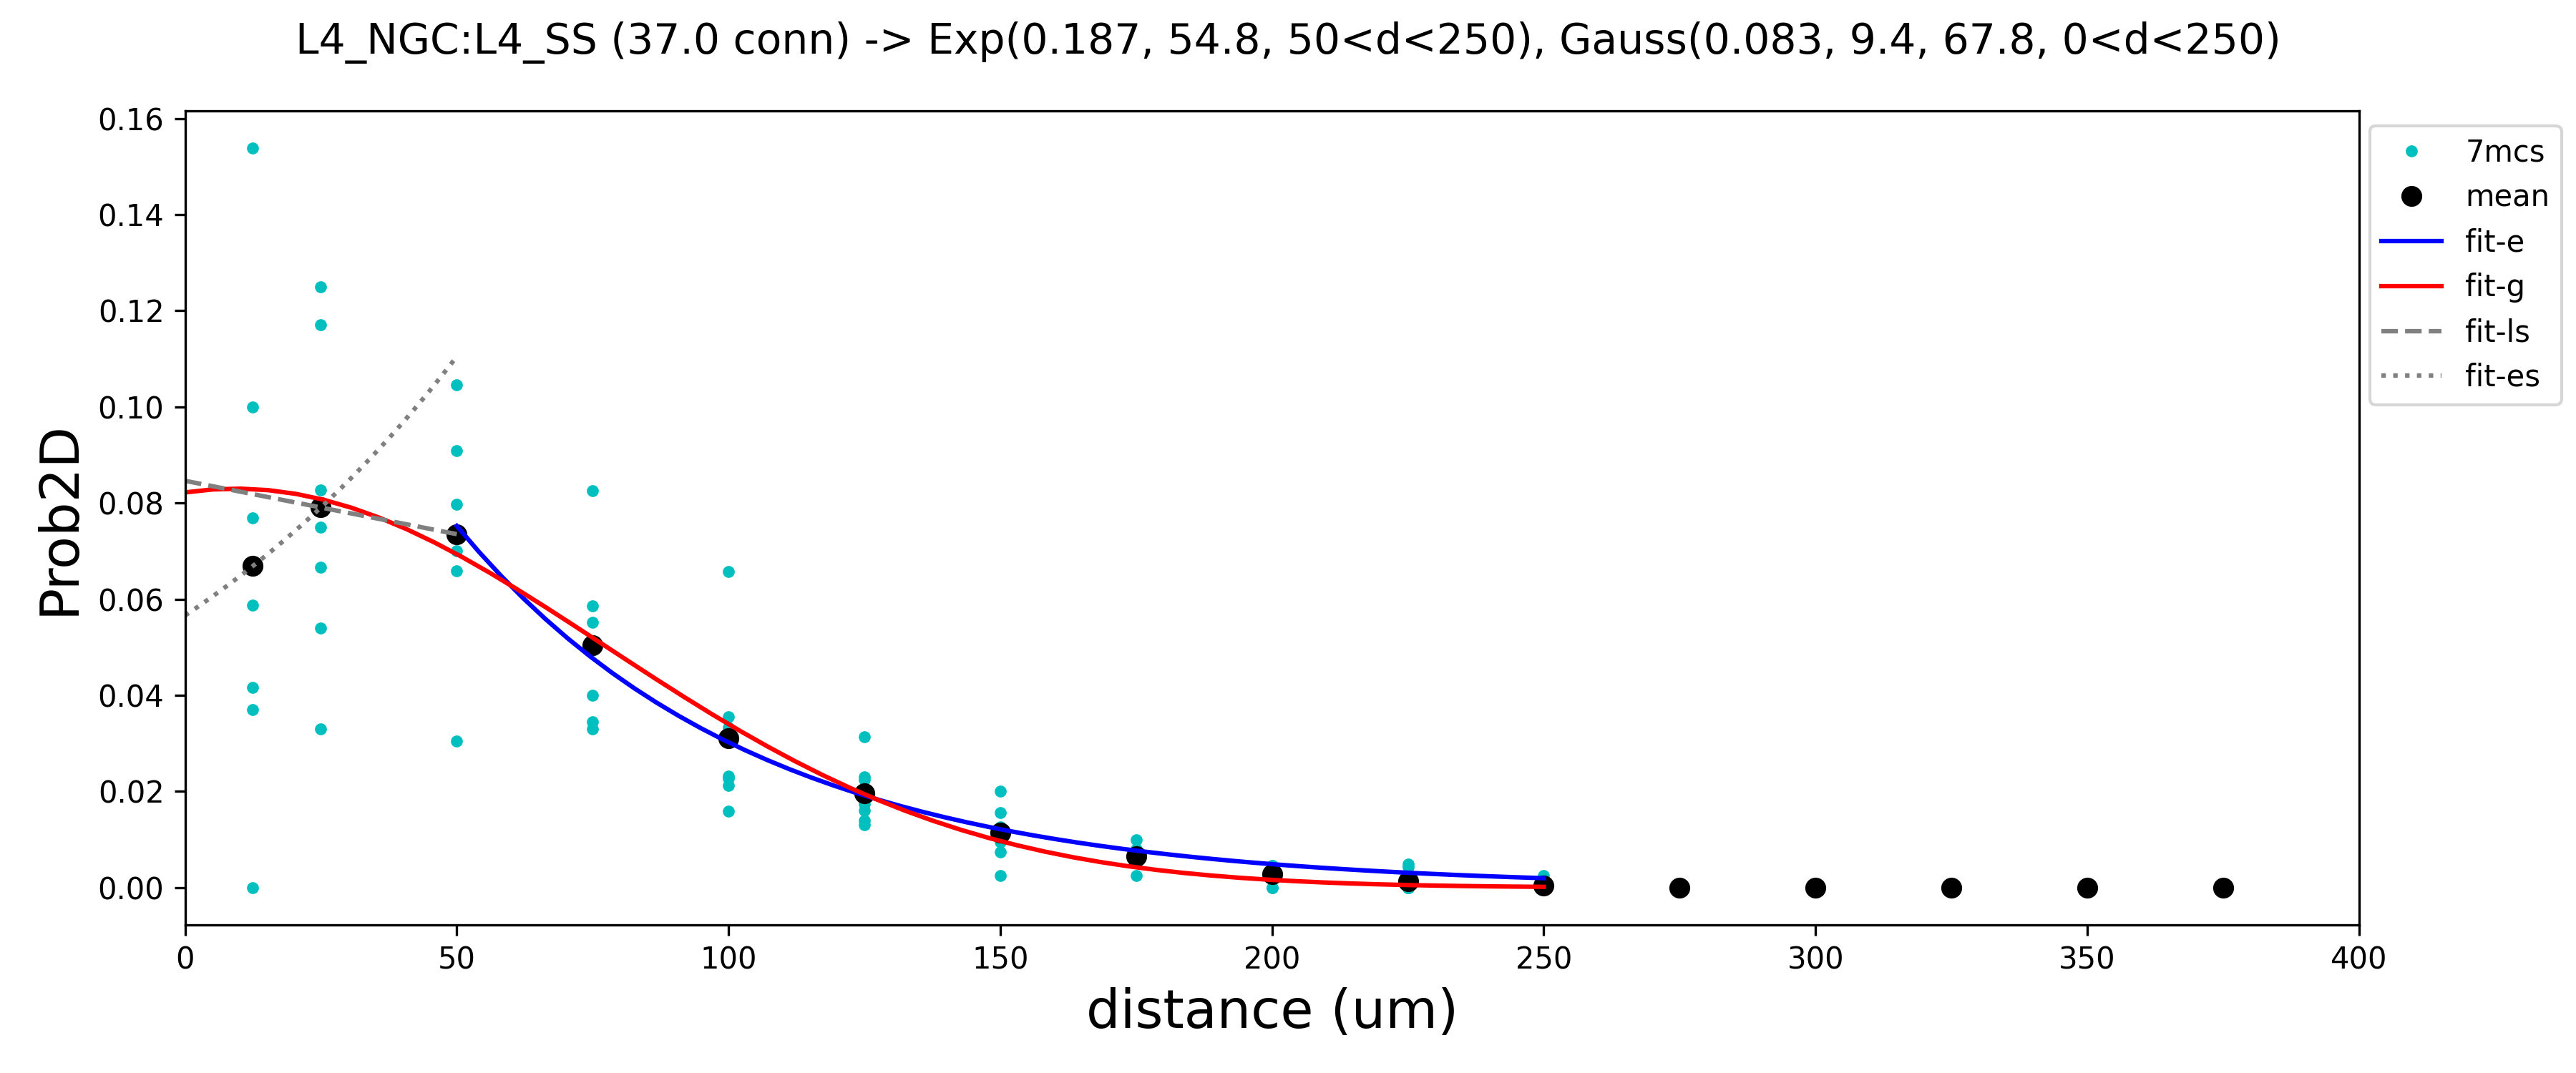 L4_NGC:L4_SS (37.0 conn) -> Exp(0.187, 54.8, 50<d<250), Gauss(0.083, 9.4, 67.8, 0<d<250)
0.16
0.14
0.12
0.10
0.08
0.06
0.04
0.02
0.00
Prob2D
0 50 100 150 200 250 300 350 400
distance (um)
7mcs
mean
fit-e
fit-g
fit-ls
fit-es